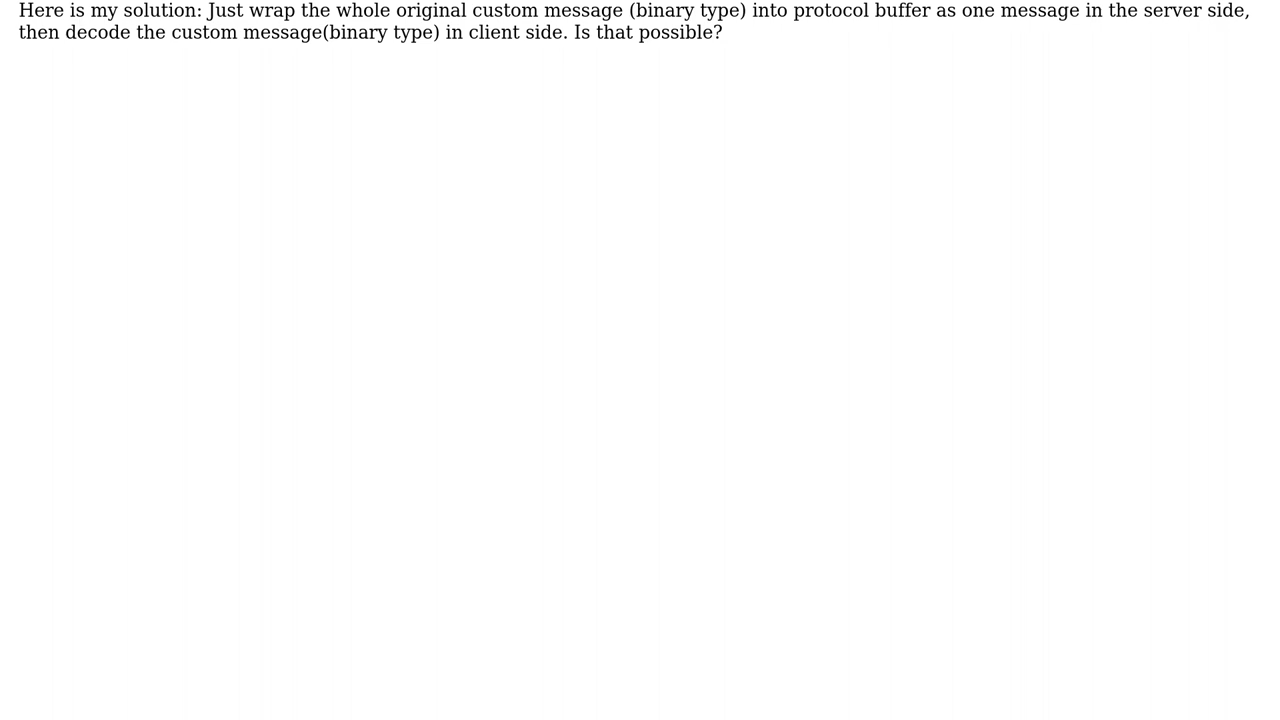 Here is my solution: Just wrap the whole original custom message (binary type) into protocol buffer as one message in the server side,
then decode the custom message(binary type) in client side. Is that possible?